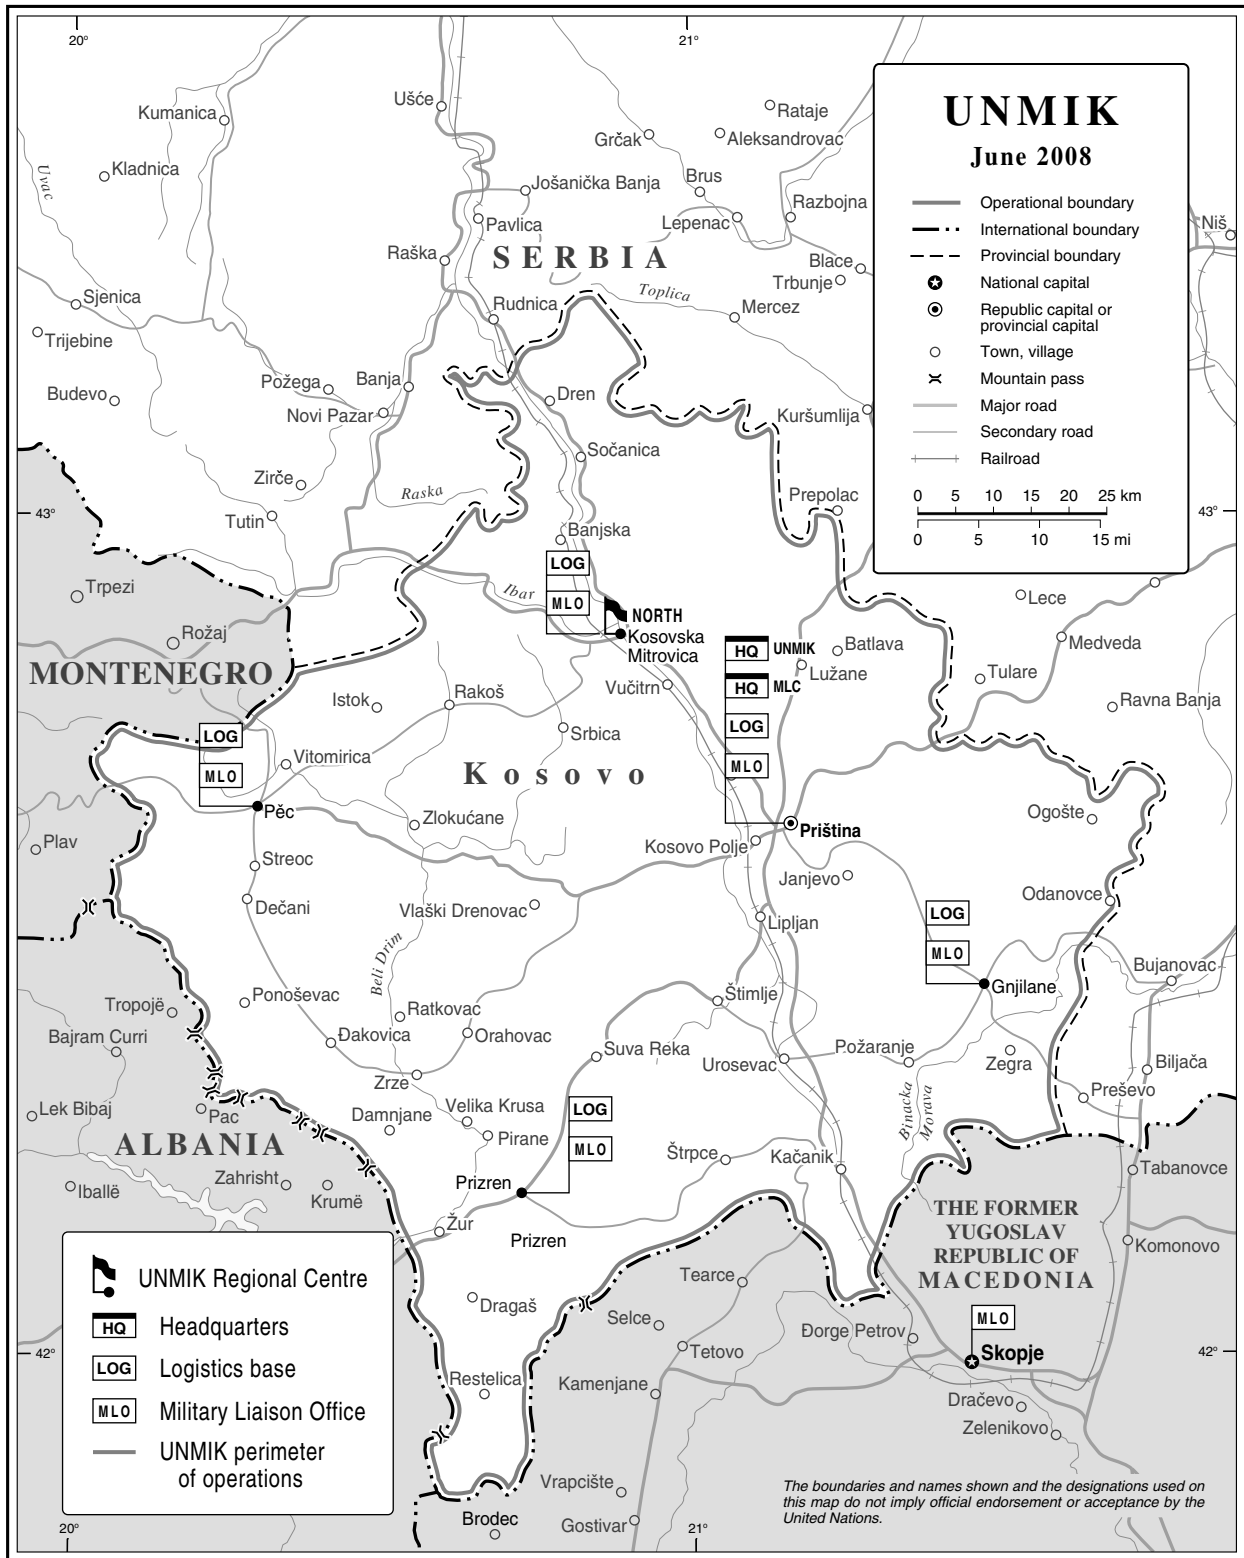 20°
21°
UNMIK
June 2008
Operational boundary
International boundary
Provincial boundary
National capital
Republic capital or
provincial capital
Town, village
Mountain pass
Major road
Secondary road
Railroad
0 5 10 15 20 25 km
0 5 10 15 mi
Ušće
Kumanica
Rataje
Grčak
Aleksandrovac
Kladnica
Uvac
Jošanička Banja
Brus
Razbojna
Lepenac
Pavlica
Niš
Raška
SERBIA
Blace
Trbunje
Toplica
Sjenica
Rudnica
Mercez
Trijebine
Požega
Banja
Budevo
Novi Pazar
Dren
Kuršumlija
Sočanica
Zirče
Raska
Prepolac
43°
43°
Tutin
Banjska
LOG
Ibar
MLO
NORTH
Kosovska
Mitrovica
Trpezi
Lece
Rožaj
HQ UNMIK
Batlava
Medveda
MONTENEGRO
Lužane
Tulare
HQ MLC
Vučitrn
Istok
Rakoš
Ravna Banja
LOG
Srbica
LOG
Vitomirica
Kosovo
MLO
MLO
Pěc
Zlokućane
Ogošte
Priština
Plav
Kosovo Polje
Streoc
Janjevo
Dečani
Vlaški Drenovac
Odanovce
LOG
Lipljan
Beli Drim
MLO
Bujanovac
Gnjilane
Ponoševac
Štimlje
Tropojë
Ratkovac
Bajram Curri
Đakovica
Orahovac
Suva Reka
Urosevac
Požaranje
Zegra
Biljača
Zrze
Preševo
Lek Bibaj
Pac
Damnjane
Velika Krusa
LOG
Binacka
Morava
ALBANIA
Pirane
MLO
Štrpce
Kačanik
Tabanovce
Iballë
Zahrisht
Krumë
Prizren
THE FORMER
YUGOSLAV
REPUBLIC OF
MACEDONIA
Žur
Prizren
Komonovo
UNMIK Regional Centre
Tearce
Dragaš
HQ Headquarters
Selce
MLO
Đorge Petrov
42°
42°
LOG Logistics base
Tetovo
Skopje
Restelica
Kamenjane
MLO Military Liaison Office
Dračevo
Zelenikovo
UNMIK perimeter
of operations
Vrapcište
The boundaries and names shown and the designations used on
this map do not imply official endorsement or acceptance by the
United Nations.
Brodec
Gostivar
20°
21°